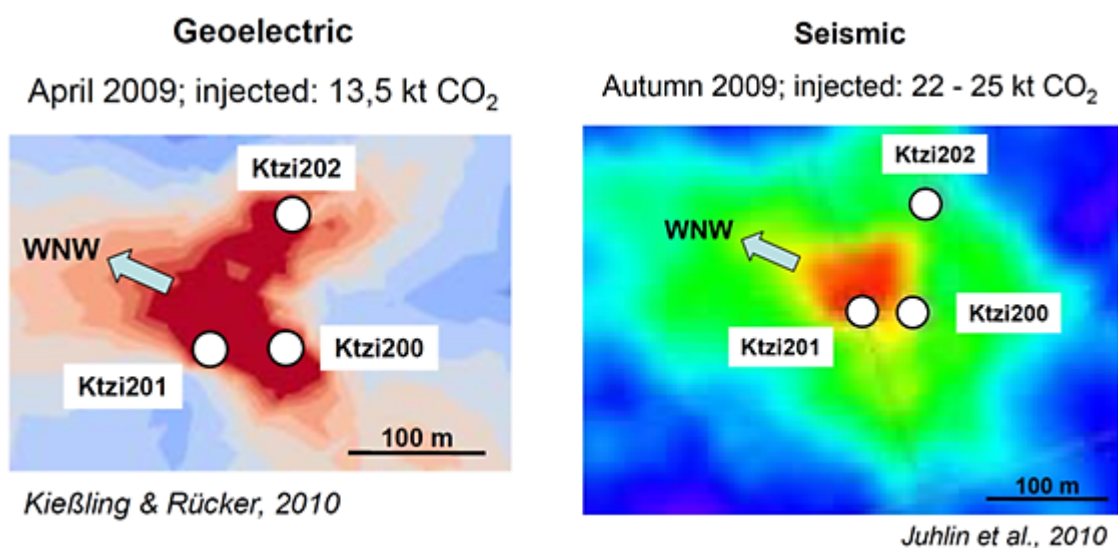 Geoelectric
April 2009; injected: 13,5 kt CO₂
Ktzi202
WNW
Ktzi200
Ktzi201
100 m
Kießling & Rücker, 2010
Seismic
Autumn 2009; injected: 22 - 25 kt CO₂
Ktzi202
WNW
Ktzi200
Ktzi201
100 m
Juhlin et al., 2010